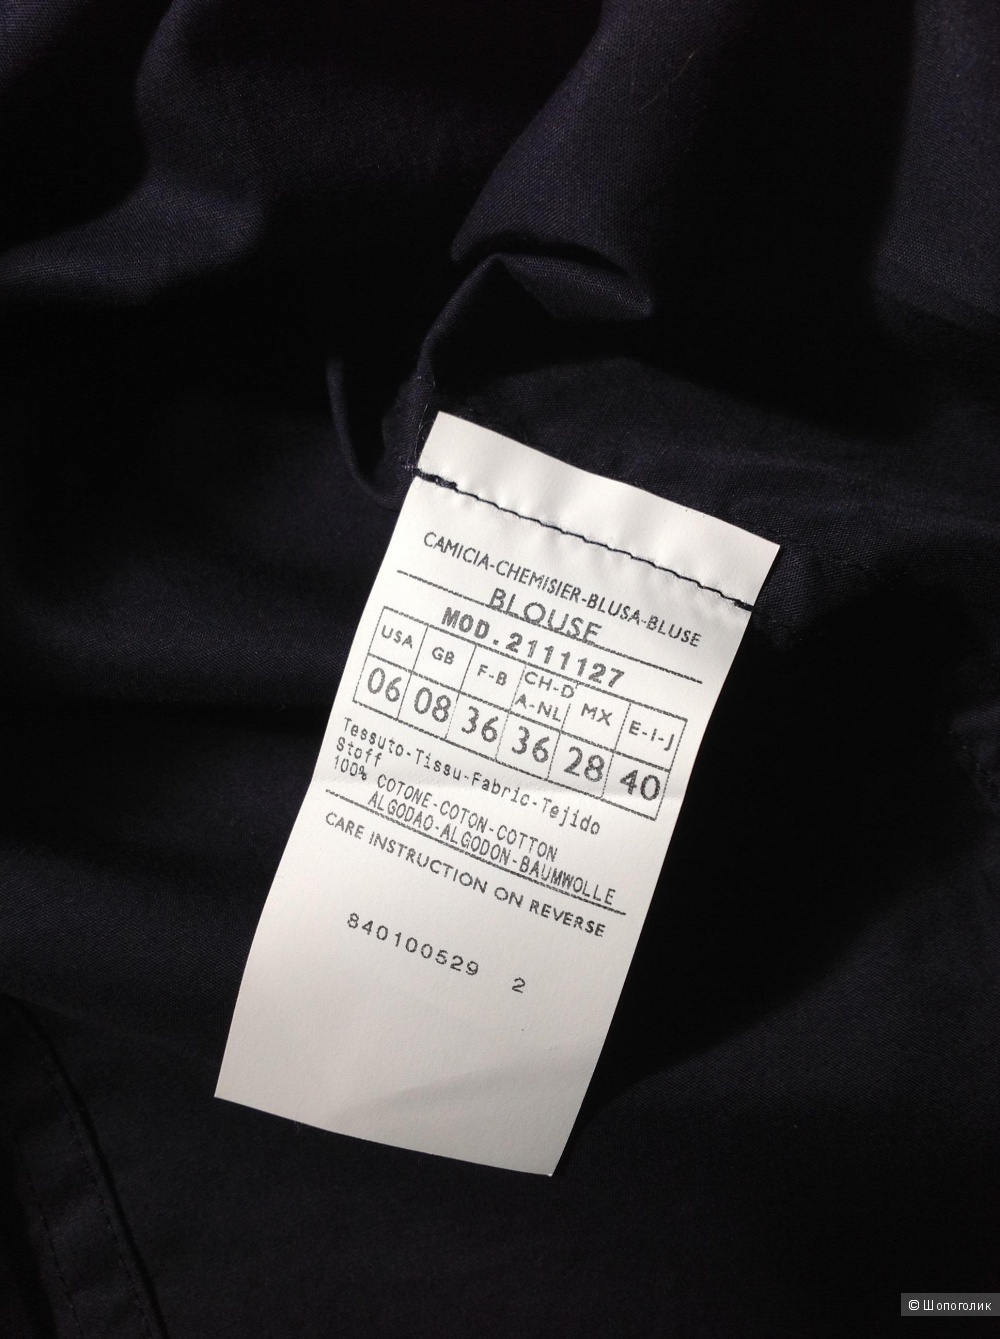 CAMICIA-CHEMISIER-BLUSA-BLUSE
BLOUSE
MOD.2111127
USA GB F-B CH-D A-NL MX E-I-J
06 08 36 36 28 40
Tessuto-Tissu-Fabric-Tejido
Stoff
100% COTONE-COTON-COTTON
ALGODAO-ALGODON-BAUMWOLLE
CARE INSTRUCTION ON REVERSE
840100529 2
© Шопоголик